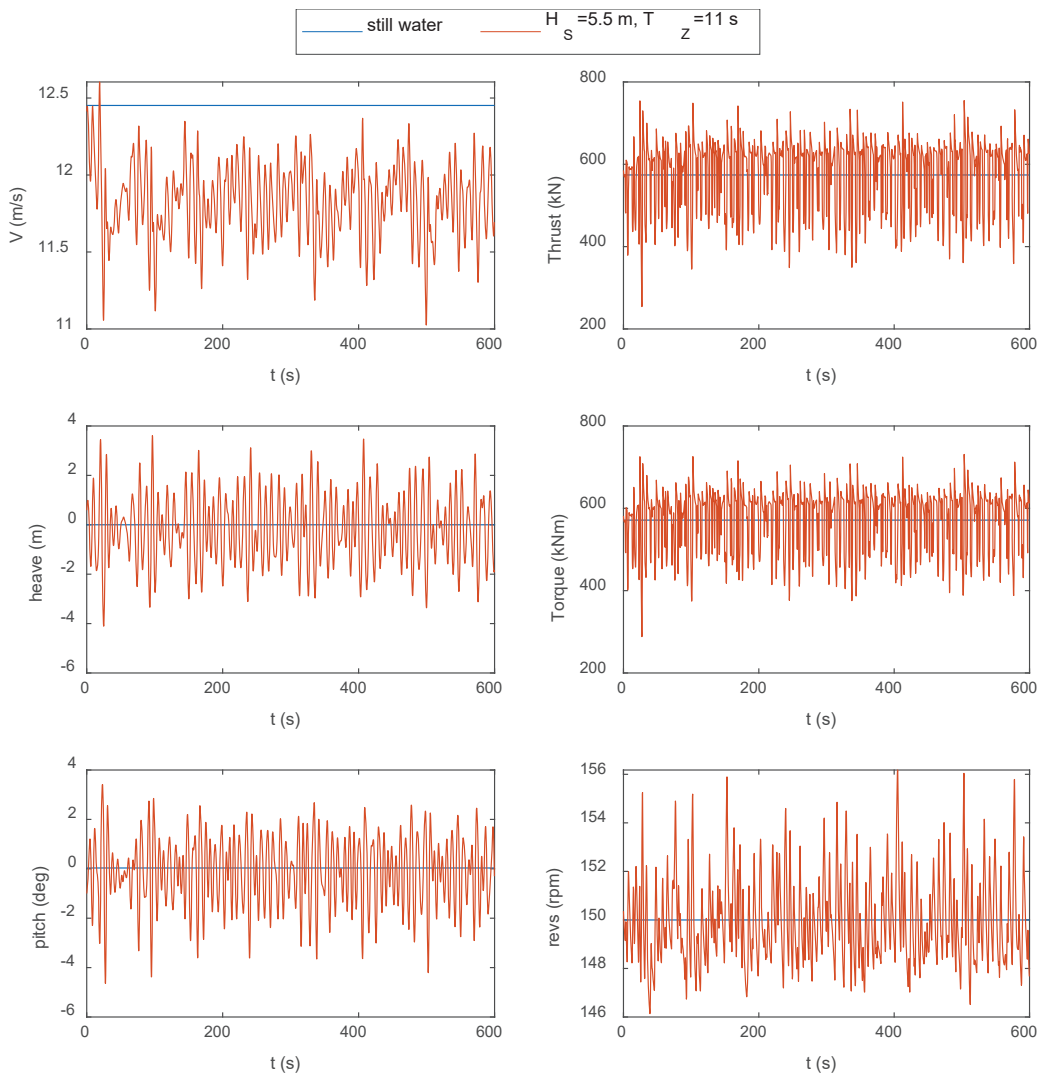 still water
H S =5.5 m, T Z =11 s
12.5
12
11.5
11
V (m/s)
0 200 400 600
t (s)
800
600
400
200
Thrust (kN)
0 200 400 600
t (s)
4
2
0
-2
-4
-6
heave (m)
0 200 400 600
t (s)
800
600
400
200
Torque (kNm)
0 200 400 600
t (s)
4
2
0
-2
-4
-6
pitch (deg)
0 200 400 600
t (s)
156
154
152
150
148
146
revs (rpm)
0 200 400 600
t (s)